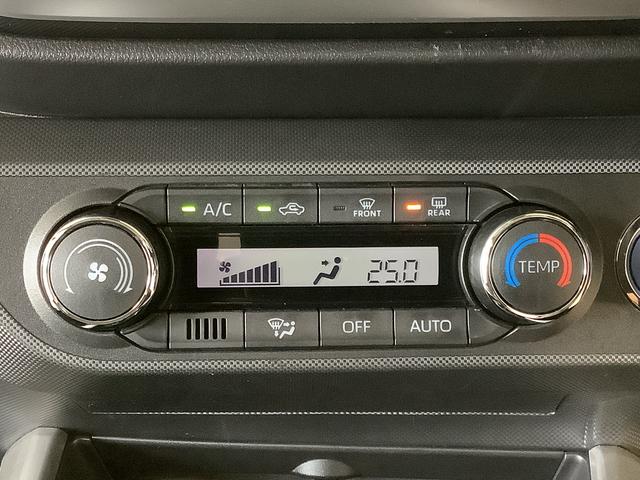 A/C
FRONT
REAR
25.0
TEMP
OFF
AUTO